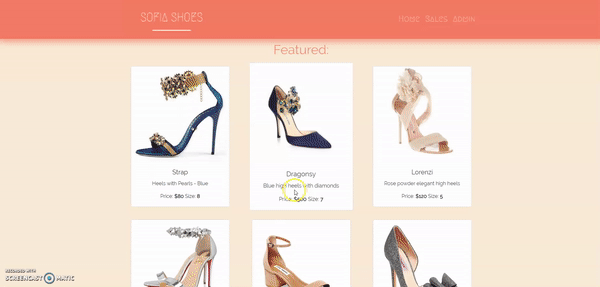 SOFIA SHOES
Home Sales Admin
Featured:
Strap
Heels with Pearls - Blue
Price: $80 Size: 8
Dragonsy
Blue high heels with diamonds
Price: $500 Size: 7
Lorenzi
Rose powder elegant high heels
Price: $120 Size: 5
RECORDED WITH
SCREENCAST MATIC